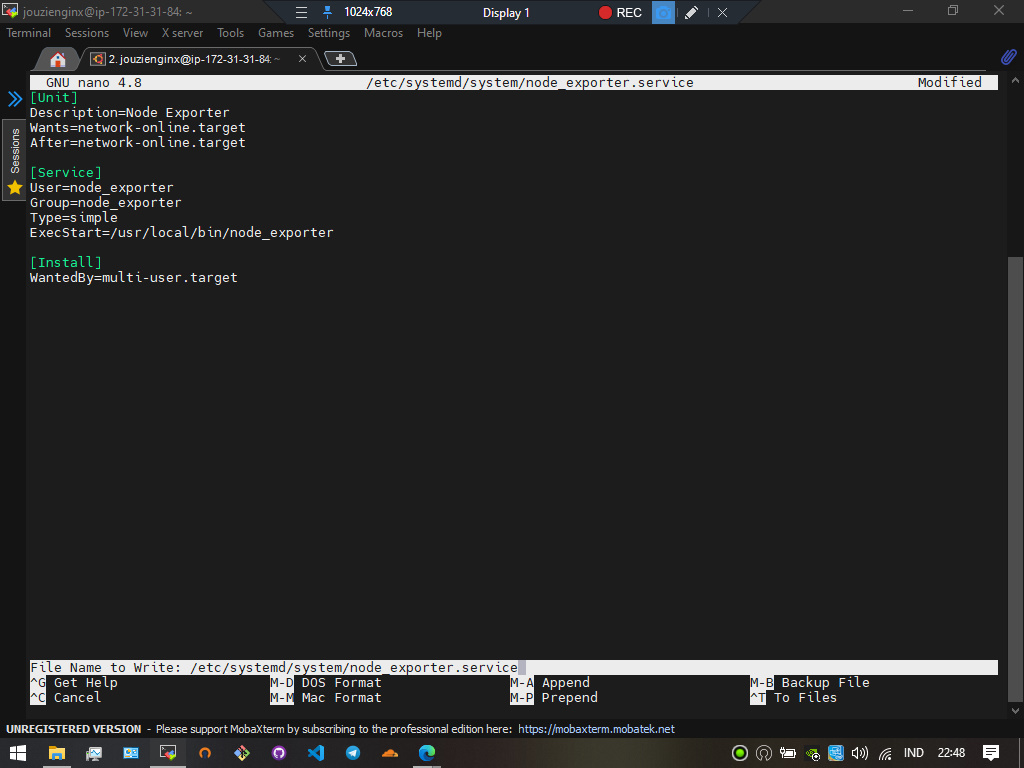 jouzienginx@ip-172-31-31-84: ~
1024x768
Display 1
REC
Terminal Sessions View X server Tools Games Settings Macros Help
2. jouzienginx@ip-172-31-31-84: ~
GNU nano 4.8 /etc/systemd/system/node_exporter.service Modified
[Unit]
Description=Node Exporter
Wants=network-online.target
After=network-online.target
[Service]
User=node_exporter
Group=node_exporter
Type=simple
ExecStart=/usr/local/bin/node_exporter
[Install]
WantedBy=multi-user.target
Sessions
File Name to Write: /etc/systemd/system/node_exporter.service
^G Get Help M-D DOS Format M-A Append M-B Backup File
^C Cancel M-M Mac Format M-P Prepend ^T To Files
UNREGISTERED VERSION - Please support MobaXterm by subscribing to the professional edition here: https://mobaxterm.mobatek.net
IND 22:48